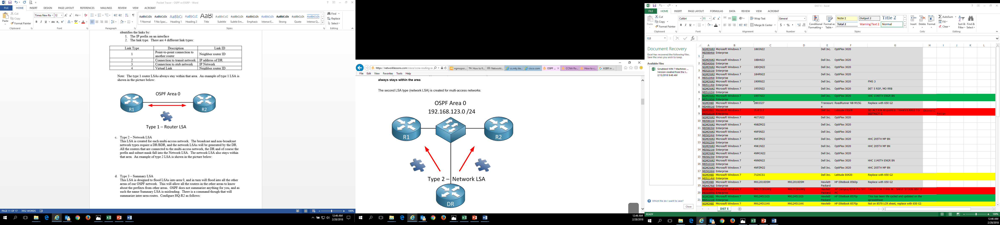 Packet Tracer - OSPF vs EIGRP - Word
FILE HOME INSERT DESIGN PAGE LAYOUT REFERENCES MAILINGS REVIEW VIEW ACROBAT
Paste
Cut
Copy
Format Painter
Times New Ro 12
AaBbCcDc AaBbCcDc AaBbCc AaBbCcC AaBl AaBbCcC AaBbCcDc AaBbCcDc AaBbCcDc AaBbCcDc AaBbCcDc AaBbCcDc
¶ Normal ¶ No Spac... Heading 1 Heading 2 Title Subtitle Subtle Em... Emphasis Intense E... Strong Quote Intense Q...
Find
Replace
Select
Clipboard Font Paragraph Styles Editing
identifies the links by:
1. The IP prefix on an interface
2. The link type. There are 4 different link types:
Link Type Description Link ID
1 Point-to-point connection to another router Neighbor router ID
2 Connection to transit network IP address of DR
3 Connection to stub network IP Network
4 Virtual Link Neighbor router ID
Note: The type 1 router LSAs always stay within that area. An example of type 1 LSA is
shown in the picture below:
OSPF Area 0
R1 R2
Type 1 – Router LSA
c. Type 2 – Network LSA
This LSA is created for each multi-access network. The broadcast and non-broadcast
network types require a DR/BDR, and the network LSAs will be generated by the DR.
All the routers that are connected to the multi-access network, the DR and of course the
prefix and subnet mask fall into the Network LSA. The network LSA also stays within
that area. An example of type 2 LSA is shown in the picture below:
d. Type 3 – Summary LSA
This LSA is designed to flood LSAs into area 0, and in turn will flood into all the other
areas of our OSPF network. This will allow all the routers in the other areas to know
about the prefixes from other areas. OSPF does not summarize anything for you, and as
such the name Summary LSA is misleading. There is a command though that will
summarize inter-area routes. Configure HQ-R2 as follows:
PAGE 11 OF 17 3952 WORDS 100%
12:46 AM
2/28/2018
https://networklessons.com/cisco/ccna-routing-sw
ngmopor... TN How to fi... Networki... cs.mty.ite... cisco.com OSPF ... CCNA Ro... How to c... ASBR in ...
File Edit View Favorites Tools Help
always stays within the area.
The second LSA type (network LSA) is created for multi-access networks:
OSPF Area 0
192.168.123.0 /24
R1 R2
Type 2 – Network LSA
DR
12:46 AM
2/28/2018
DIST E - Excel
FILE HOME INSERT PAGE LAYOUT FORMULAS DATA REVIEW VIEW ACROBAT
Paste
Cut
Copy
Format Painter
Calibri 11
Wrap Text
Merge & Center
General
Conditional Formatting
Format as Table
Note 2 Output 2 Title 2
Total 2 Warning Text 2 Normal
Insert Delete Format
AutoSum
Fill
Clear
Sort & Filter
Find & Select
Clipboard Font Alignment Number Styles Cells Editing
I18
Document Recovery
Excel has recovered the following files.
Save the ones you wish to keep.
Available Files
Scrubbed WIN 7 Machines ...
Version created from the l...
2/13/2018 9:48 AM
Which file do I want to save?
Close
A B C D E F G H I J K L
1 NGMOWKI MD5904W Z Microsoft Windows 7 Enterprise 1865N22 Dell Inc. OptiPlex 3020
2 NGMOWKI MD5400W Microsoft Windows 7 Enterprise 188HN22 Dell Inc. OptiPlex 3020
3 NGMOWKI MD5201W Microsoft Windows 7 Enterprise 18DQN22 Dell Inc. OptiPlex 3020
4 NGMOWKI MD5104W Microsoft Windows 7 Enterprise 18HRN22 Dell Inc. OptiPlex 3020
5 NGMOWKI MD5114W Microsoft Windows 7 Enterprise 190RN22 Dell Inc. OptiPlex 3020 FMS 3
6 NGMOWKI MD5102W Microsoft Windows 7 Enterprise 195SN22 Dell Inc. OptiPlex 3020 DET 5 RSP, MO RRB
7 NGMOWKI MD5100W Microsoft Windows 7 Enterprise 195TN22 Dell Inc. OptiPlex 3020 HHC 1140TH ENGR BN
8 NGMONBI MD4991W Microsoft Windows 7 Enterprise 2803327 Transource RoadRunner NB-M15G Replace with 650 G2
9 NGMONBI MD5101W Microsoft Windows 7 Enterprise 2LHP1L1 Dell Inc. Latitude E6500 NO ACTION REQUIRED: TRANSFERRED TO DISTRICT C District C Festus
10 NGMOWKI MD5901W Microsoft Windows 7 Enterprise 4K71N22 Dell Inc. OptiPlex 3020
11 NGMOWKI MD5903W Microsoft Windows 7 Enterprise 4N8ZM22 Dell Inc. OptiPlex 3020
12 NGMOWKI MD5024W Microsoft Windows 7 Enterprise 4NF0N22 Dell Inc. OptiPlex 3020
13 NGMOWKI MD5022W Microsoft Windows 7 Enterprise 4NFZM22 Dell Inc. OptiPlex 3020 HHC 205TH MP BN
14 NGMOWKI MD5021W Microsoft Windows 7 Enterprise 4NK1N22 Dell Inc. OptiPlex 3020 HHC 205TH MP BN
15 NGMOWKI MD5023W Microsoft Windows 7 Enterprise 4NM1N22 Dell Inc. OptiPlex 3020
16 NGMOWKI MD5101W Microsoft Windows 7 Enterprise 4NN0N22 Dell Inc. OptiPlex 3020 HHC 1140TH ENGR BN
17 NGMOWKI MD5026W Microsoft Windows 7 Enterprise 4NPZM22 Dell Inc. OptiPlex 3020 HHC 205TH MP BN
18 NGMONBI MD5114W Microsoft Windows 7 Enterprise 712XCS1 Dell Inc. Latitude E6420 Replace with 650 G2
19 NGMONBI MD4474W Microsoft Windows 7 Enterprise MXL2010D5M MXL2010D5M Hewlett-Packard HP EliteBook 8560p Replace with 650 G2
20 NGMOWKI MD5009W Microsoft Windows 7 Enterprise MXL2030GWQ MXL2030GWQ Hewlett-Packard HP Compaq 6200 Pro SFF PC TAGED FOR TURN IN - SHELF STOCK DIST E
21 NGMONBI MD5121W Microsoft Windows 7 Enterprise MXL24511G5 MXL24511G5 Hewlett-Packard HP EliteBook 8570p This has been life cycled and updated on the spreadsheet
NGMONBI Microsoft Windows 7 MXL24511HX MXL24511HX Hewlett- HP EliteBook 8570p Not on 8570 LCR sheet, replace with 650 G2
DIST E
READY 100%
12:46 AM
2/28/2018